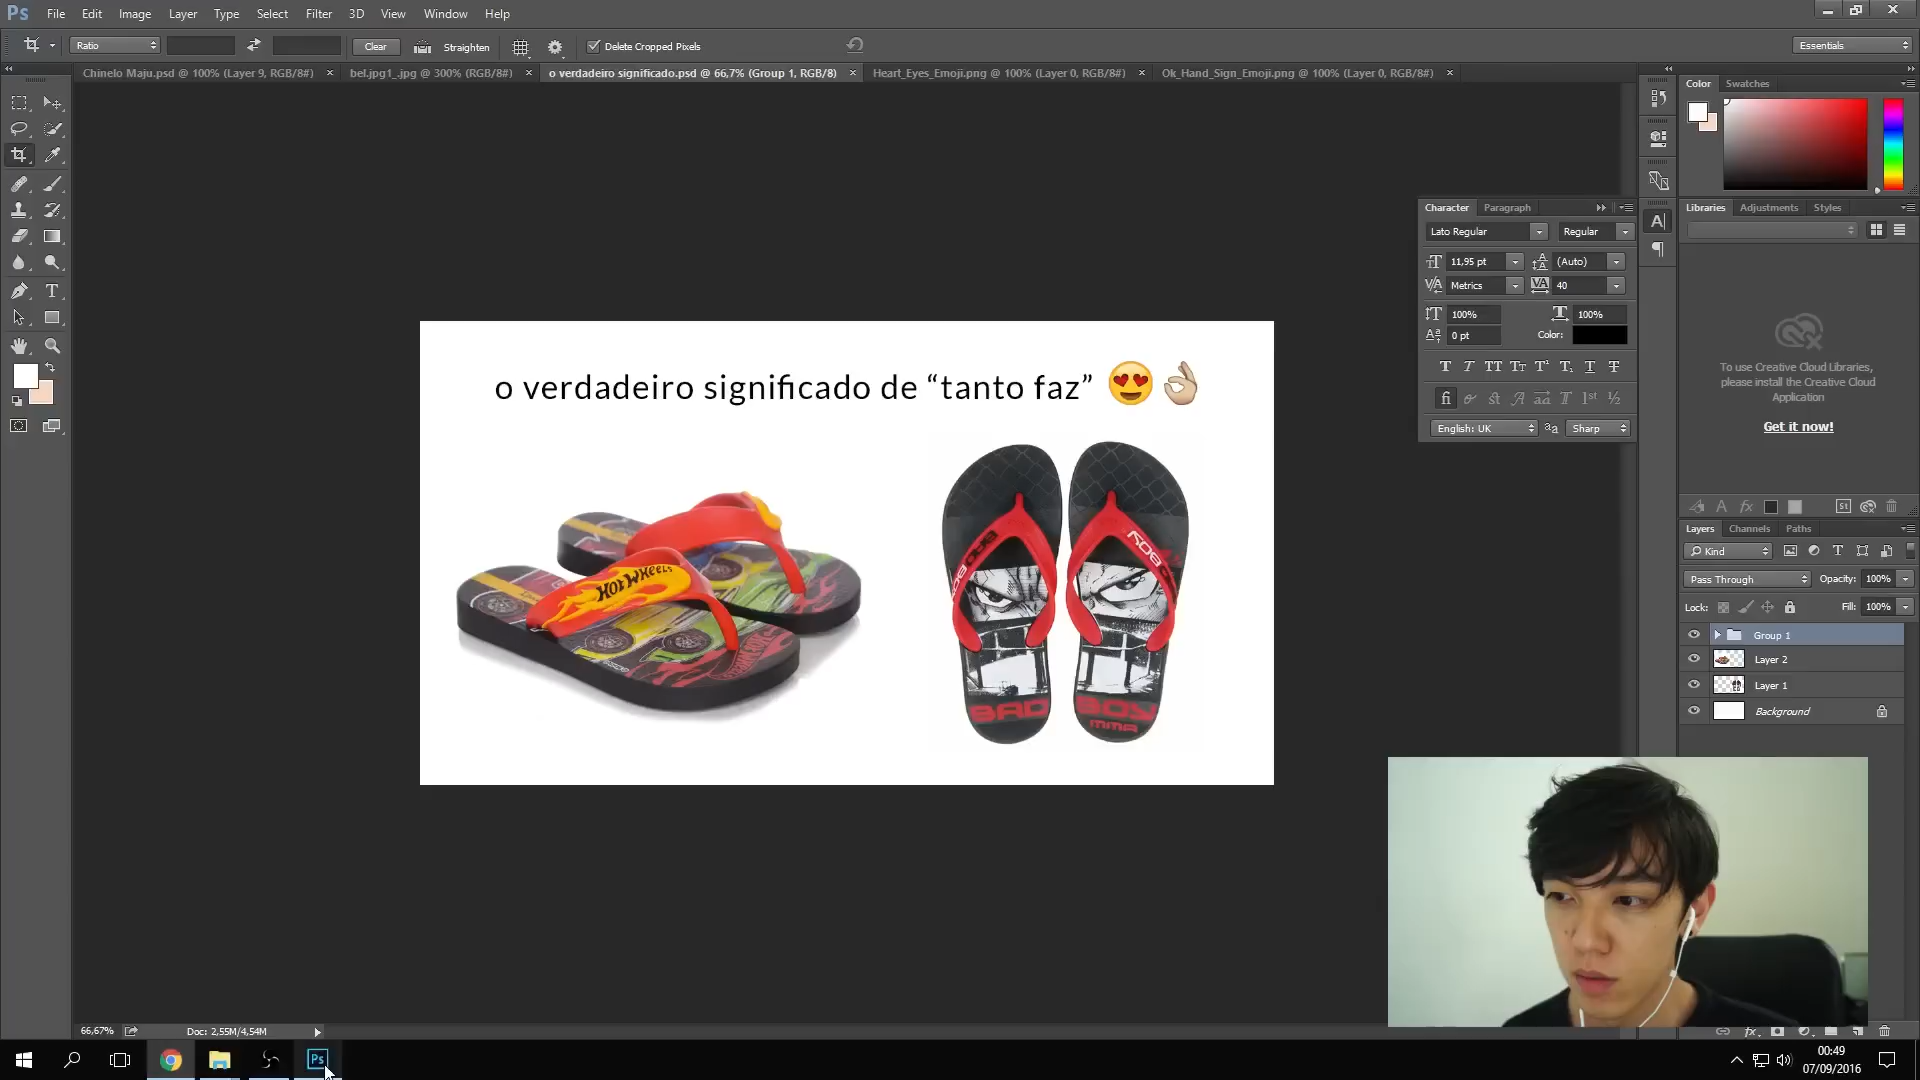 Ps File Edit Image Layer Type Select Filter 3D View Window Help
Ratio Clear Straighten Delete Cropped Pixels Essentials
Chinelo Maju.psd @ 100% (Layer 9, RGB/8#) × bel.jpg1_.jpg @ 300% (RGB/8#) × o verdadeiro significado.psd @ 66,7% (Group 1, RGB/8) × Heart_Eyes_Emoji.png @ 100% (Layer 0, RGB/8#) × Ok_Hand_Sign_Emoji.png @ 100% (Layer 0, RGB/8#) ×
Color Swatches
Character Paragraph
Lato Regular Regular
11,95 pt (Auto)
Metrics 40
100% 100%
0 pt Color:
English: UK Sharp
Libraries Adjustments Styles
To use Creative Cloud Libraries,
please install the Creative Cloud
Application
Get it now!
Layers Channels Paths
Kind
Pass Through Opacity: 100%
Lock: Fill: 100%
Group 1
Layer 2
Layer 1
Background
o verdadeiro significado de “tanto faz” 😍👌🏼
HOT WHEELS
BAD BOY
MMA
66,67% Doc: 2,55M/4,54M
Ps
00:49
07/09/2016